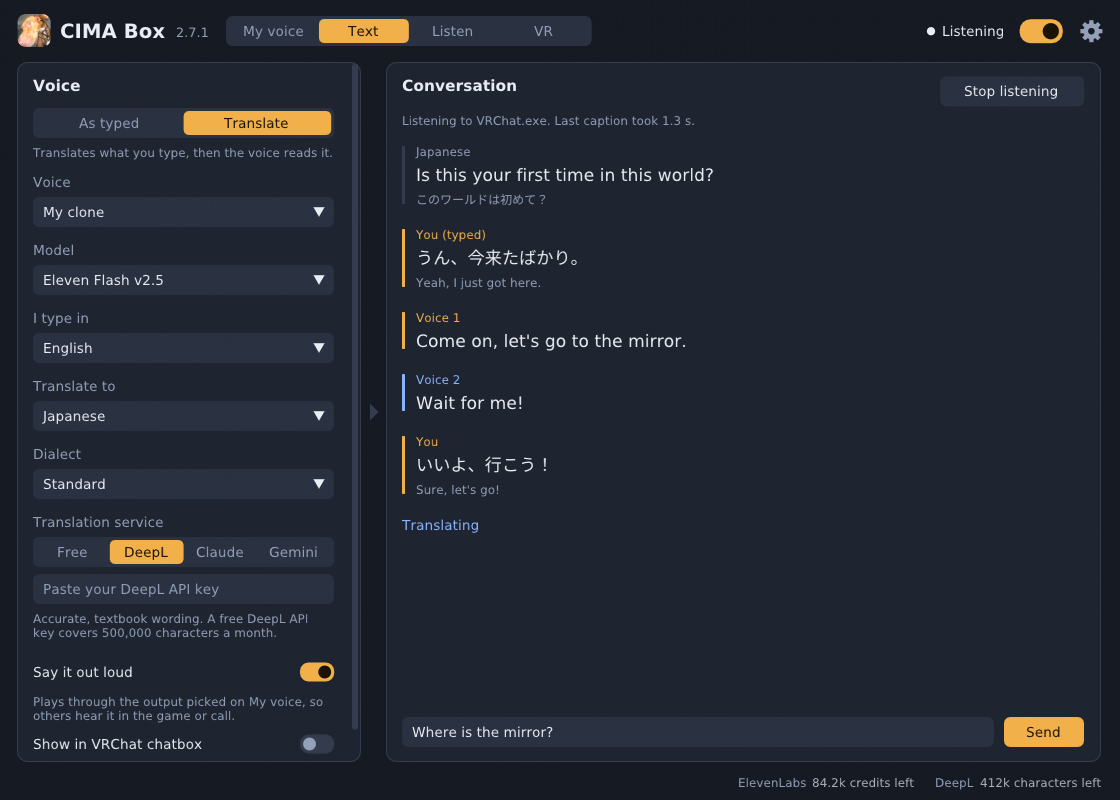 CIMA Box 2.7.1
My voice Text Listen VR
Listening
Voice
As typed Translate
Translates what you type, then the voice reads it.
Voice
My clone
Model
Eleven Flash v2.5
I type in
English
Translate to
Japanese
Dialect
Standard
Translation service
Free DeepL Claude Gemini
Paste your DeepL API key
Accurate, textbook wording. A free DeepL API
key covers 500,000 characters a month.
Say it out loud
Plays through the output picked on My voice, so
others hear it in the game or call.
Show in VRChat chatbox
Conversation
Stop listening
Listening to VRChat.exe. Last caption took 1.3 s.
Japanese
Is this your first time in this world?
このワールドは初めて？
You (typed)
うん、今来たばかり。
Yeah, I just got here.
Voice 1
Come on, let's go to the mirror.
Voice 2
Wait for me!
You
いいよ、行こう！
Sure, let's go!
Translating
Where is the mirror?
Send
ElevenLabs 84.2k credits left DeepL 412k characters left